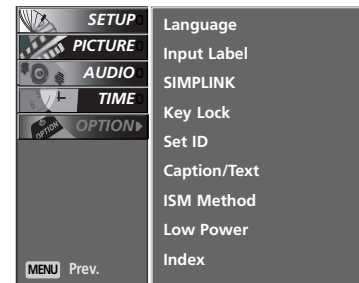 SETUP
PICTURE
AUDIO
TIME
OPTION
OPTION
MENU Prev.
Language
Input Label
SIMPLINK
Key Lock
Set ID
Caption/Text
ISM Method
Low Power
Index